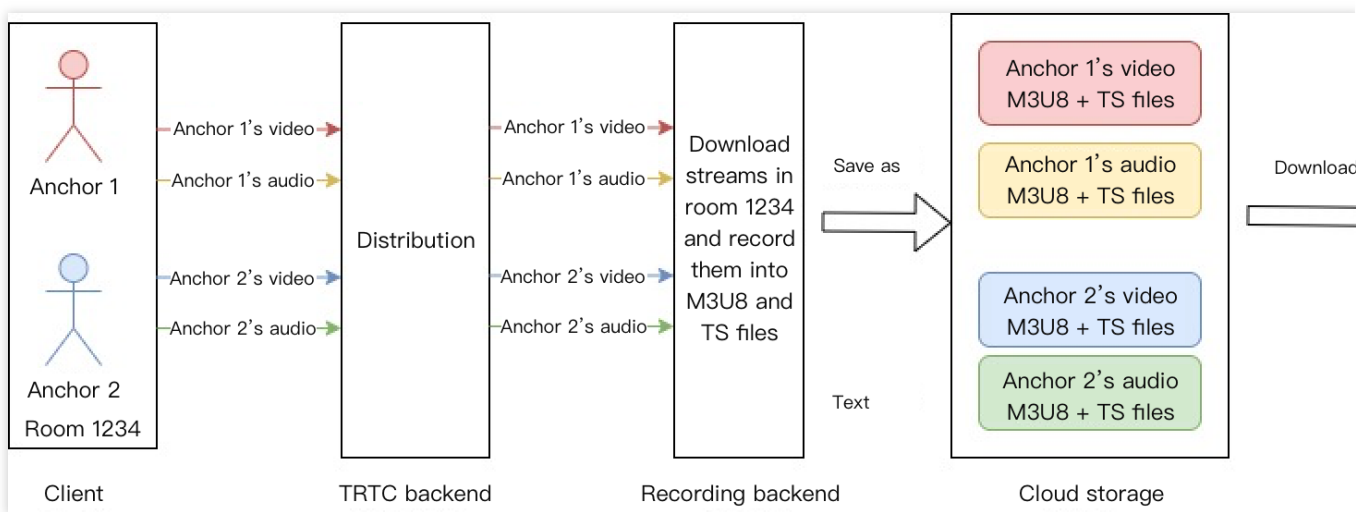 Anchor 1
Anchor 2
Room 1234
Client
Anchor 1's video
Anchor 1's audio
Anchor 2's video
Anchor 2's audio
Distribution
TRTC backend
Anchor 1's video
Anchor 1's audio
Anchor 2's video
Anchor 2's audio
Download
streams in
room 1234
and record
them into
M3U8 and
TS files
Recording backend
Save as
Text
Anchor 1's video
M3U8 + TS files
Anchor 1's audio
M3U8 + TS files
Anchor 2's video
M3U8 + TS files
Anchor 2's audio
M3U8 + TS files
Cloud storage
Download